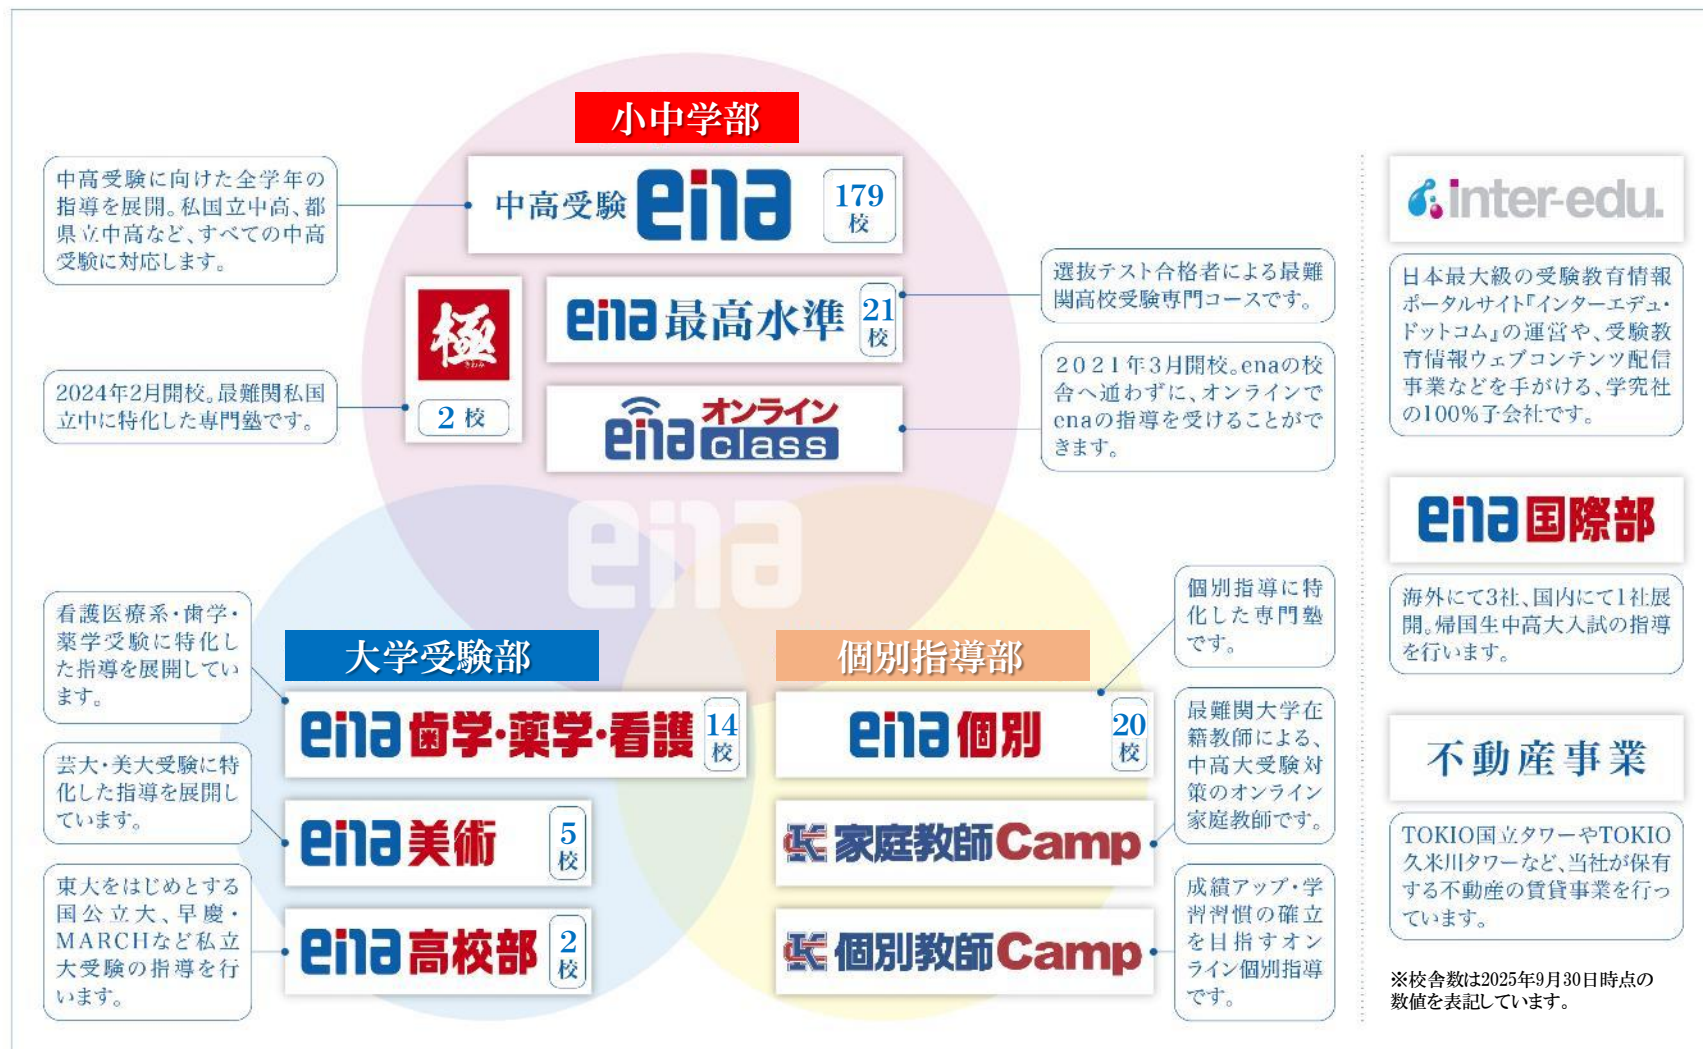 小中学部
中高受験 ena
179
校
中高受験に向けた全学年の
指導を展開。私国立中高、都
県立中高など、すべての中高
受験に対応します。
極
きわみ
2 校
2024年2月開校。最難関私国
立中に特化した専門塾です。
ena 最高水準
21
校
選抜テスト合格者による最難
関高校受験専門コースです。
ena オンライン
class
2021年3月開校。enaの校
舎へ通わずに、オンラインで
enaの指導を受けることがで
きます。
ena
大学受験部
看護医療系・歯学・
薬学受験に特化し
た指導を展開してい
ます。
ena 歯学・薬学・看護
14
校
芸大・美大受験に特
化した指導を展開し
ています。
ena 美術
5
校
東大をはじめとする
国公立大、早慶・
MARCHなど私立
大受験の指導を行
います。
ena 高校部
2
校
個別指導部
個別指導に特
化した専門塾
です。
ena 個別
20
校
最難関大学在
籍教師による、
中高大受験対
策のオンライン
家庭教師です。
家庭教師Camp
成績アップ・学
習習慣の確立
を目指すオン
ライン個別指導
です。
個別教師Camp
inter-edu.
日本最大級の受験教育情報
ポータルサイト『インターエデュ・
ドットコム』の運営や、受験教
育情報ウェブコンテンツ配信
事業などを手がける、学究社
の100%子会社です。
ena 国際部
海外にて3社、国内にて1社展
開。帰国生中高大入試の指導
を行います。
不動産事業
TOKIO国立タワーやTOKIO
久米川タワーなど、当社が保有
する不動産の賃貸事業を行っ
ています。
※校舎数は2025年9月30日時点の
数値を表記しています。